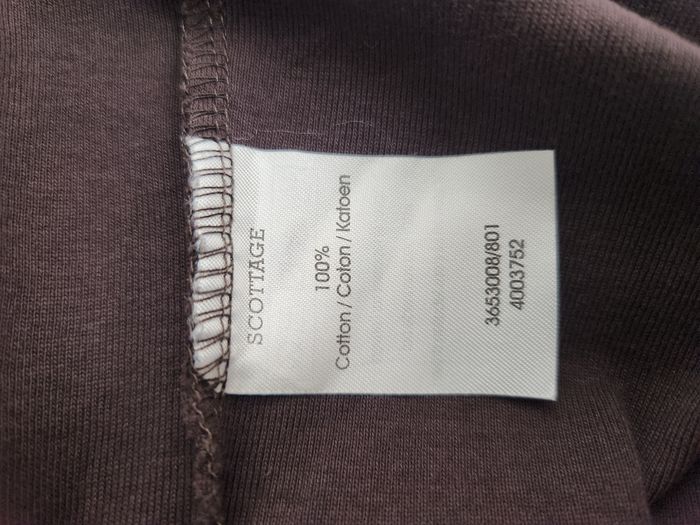 SCOTTAGE
100%
Cotton / Coton / Katoen
3653008/801
4003752